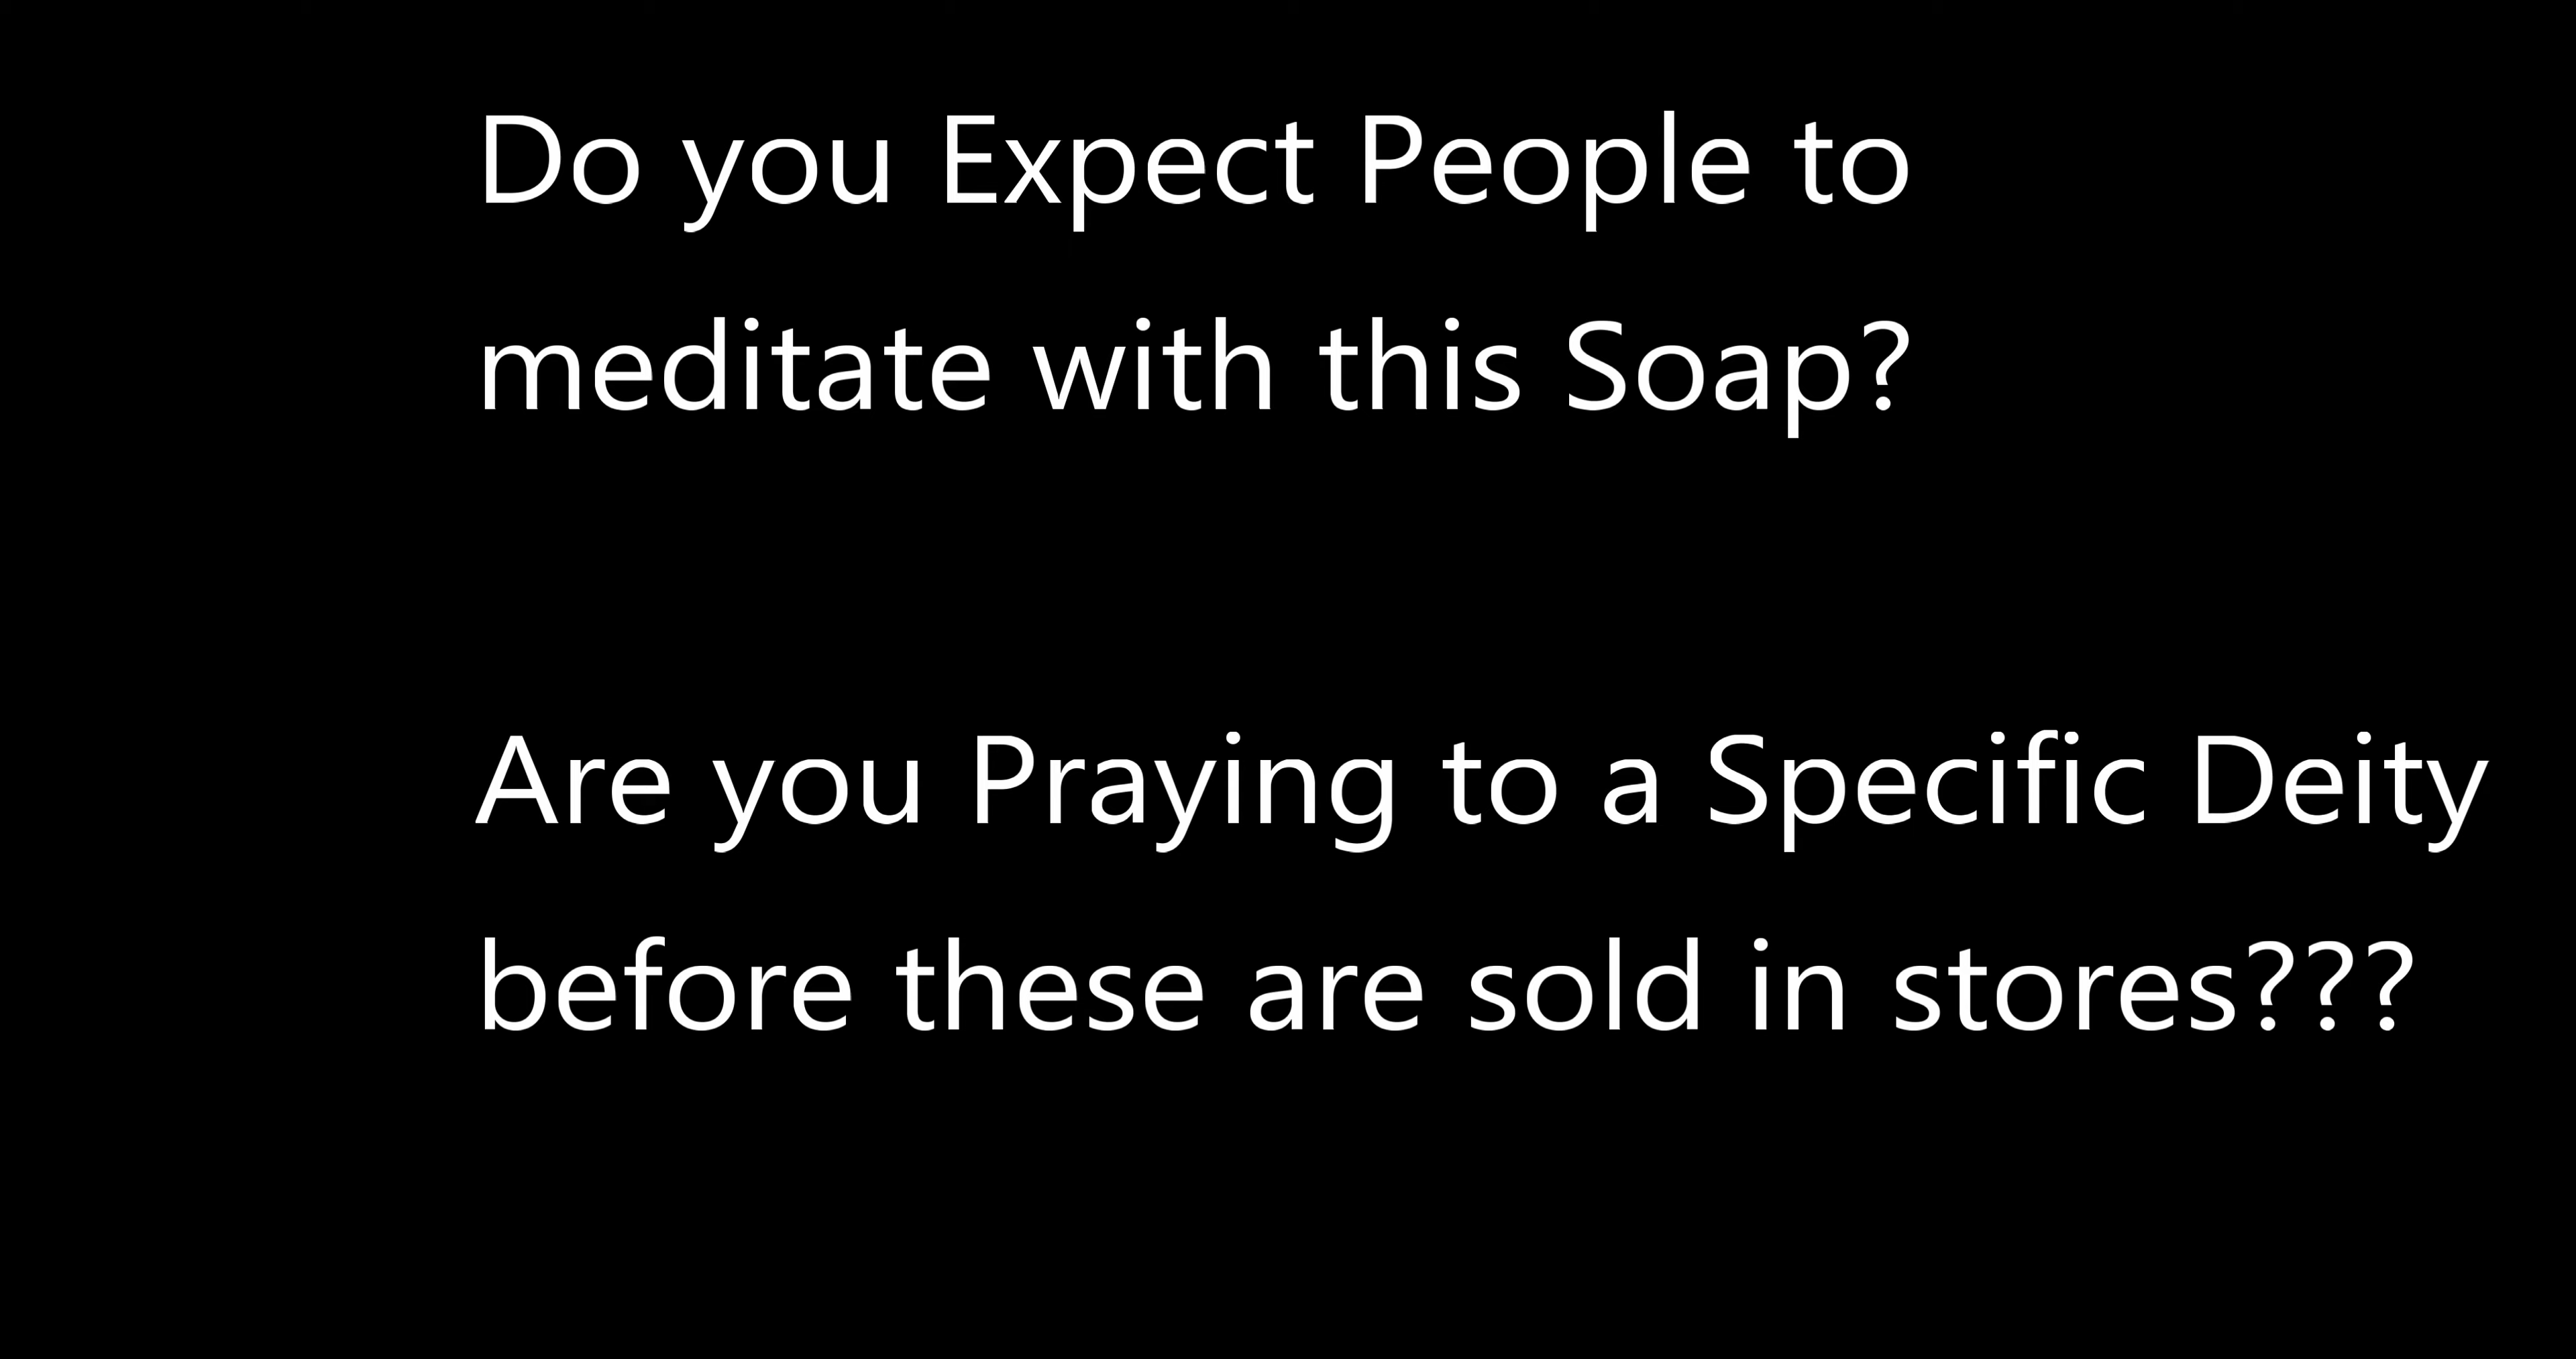 Do you Expect People to
meditate with this Soap?
Are you Praying to a Specific Deity
before these are sold in stores???